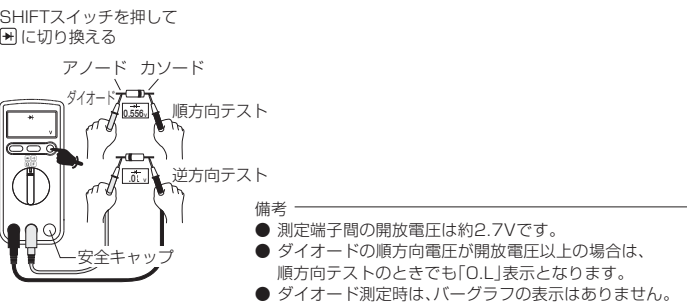 SHIFTスイッチを押して
に切り換える
アノード カソード
ダイオード
0.556 V
順方向テスト
V
.0L V
逆方向テスト
安全キャップ
備考
● 測定端子間の開放電圧は約2.7Vです。
● ダイオードの順方向電圧が開放電圧以上の場合は、
順方向テストのときでも「O.L」表示となります。
● ダイオード測定時は、バーグラフの表示はありません。